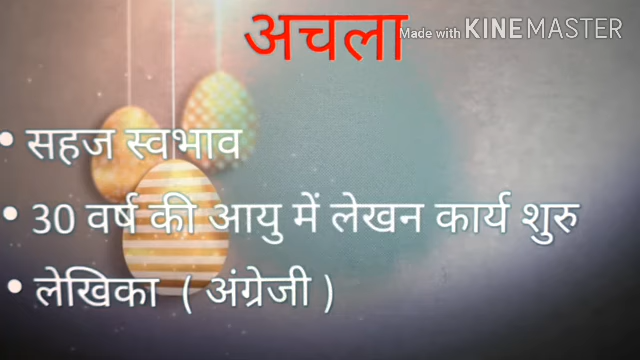 अचला
Made with KINEMASTER
• सहज स्वभाव
• 30 वर्ष की आयु में लेखन कार्य शुरु
• लेखिका ( अंग्रेजी )